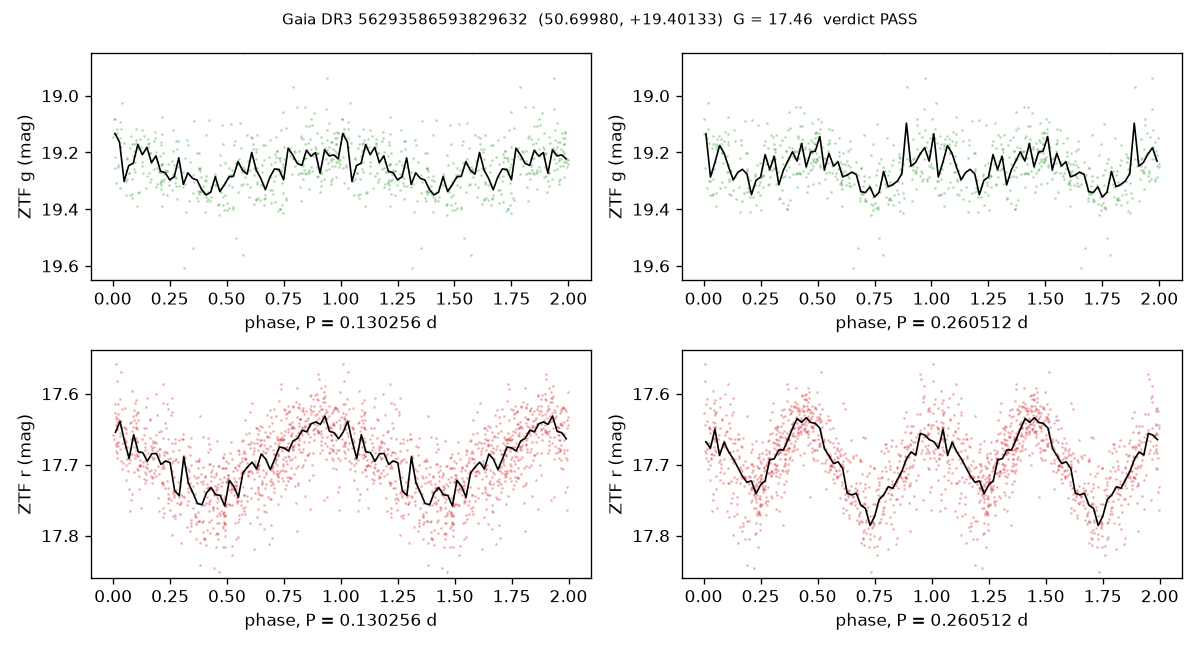 Gaia DR3 56293586593829632  (50.69980, +19.40133)  G = 17.46  verdict PASS
ZTF g (mag)
19.0
19.2
19.4
19.6
0.00 0.25 0.50 0.75 1.00 1.25 1.50 1.75 2.00
phase, P = 0.130256 d
ZTF g (mag)
19.0
19.2
19.4
19.6
0.00 0.25 0.50 0.75 1.00 1.25 1.50 1.75 2.00
phase, P = 0.260512 d
ZTF r (mag)
17.6
17.7
17.8
0.00 0.25 0.50 0.75 1.00 1.25 1.50 1.75 2.00
phase, P = 0.130256 d
ZTF r (mag)
17.6
17.7
17.8
0.00 0.25 0.50 0.75 1.00 1.25 1.50 1.75 2.00
phase, P = 0.260512 d